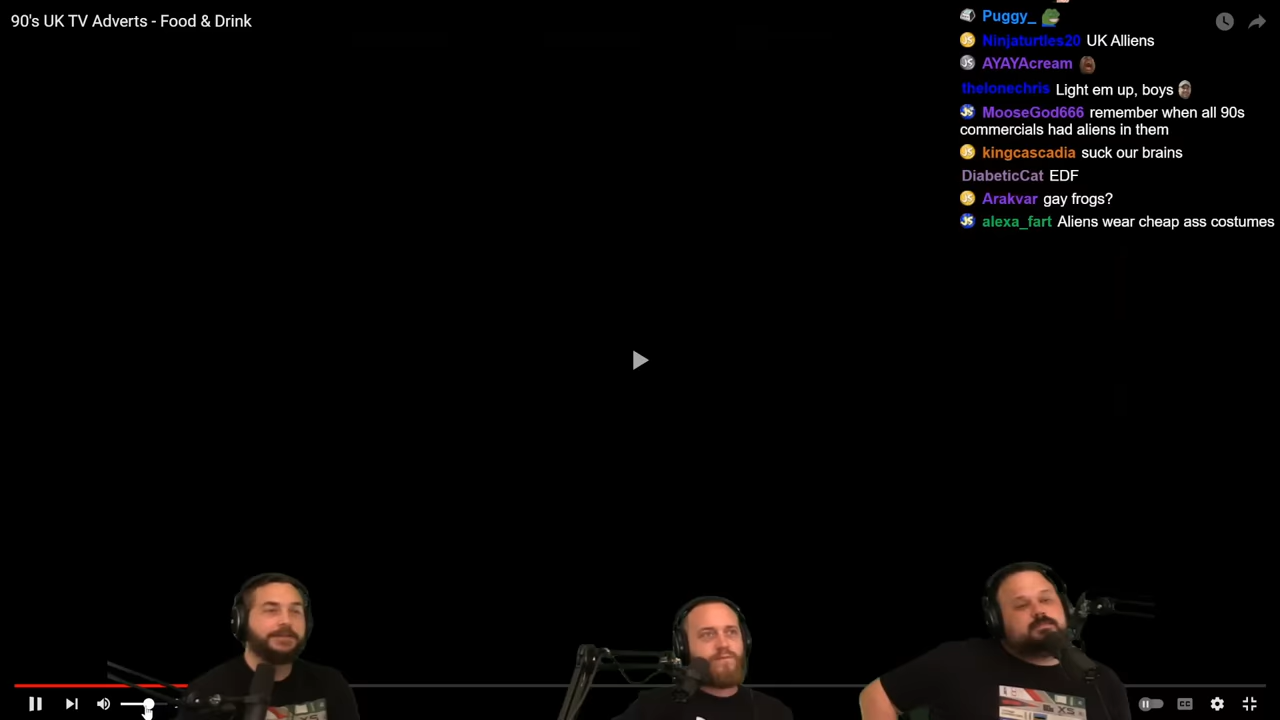 90's UK TV Adverts - Food & Drink
Puggy_
Ninjaturtles20 UK Alliens
AYAYAcream
thelonechris Light em up, boys
MooseGod666 remember when all 90s
commercials had aliens in them
kingcascadia suck our brains
DiabeticCat EDF
Arakvar gay frogs?
alexa_fart Aliens wear cheap ass costumes